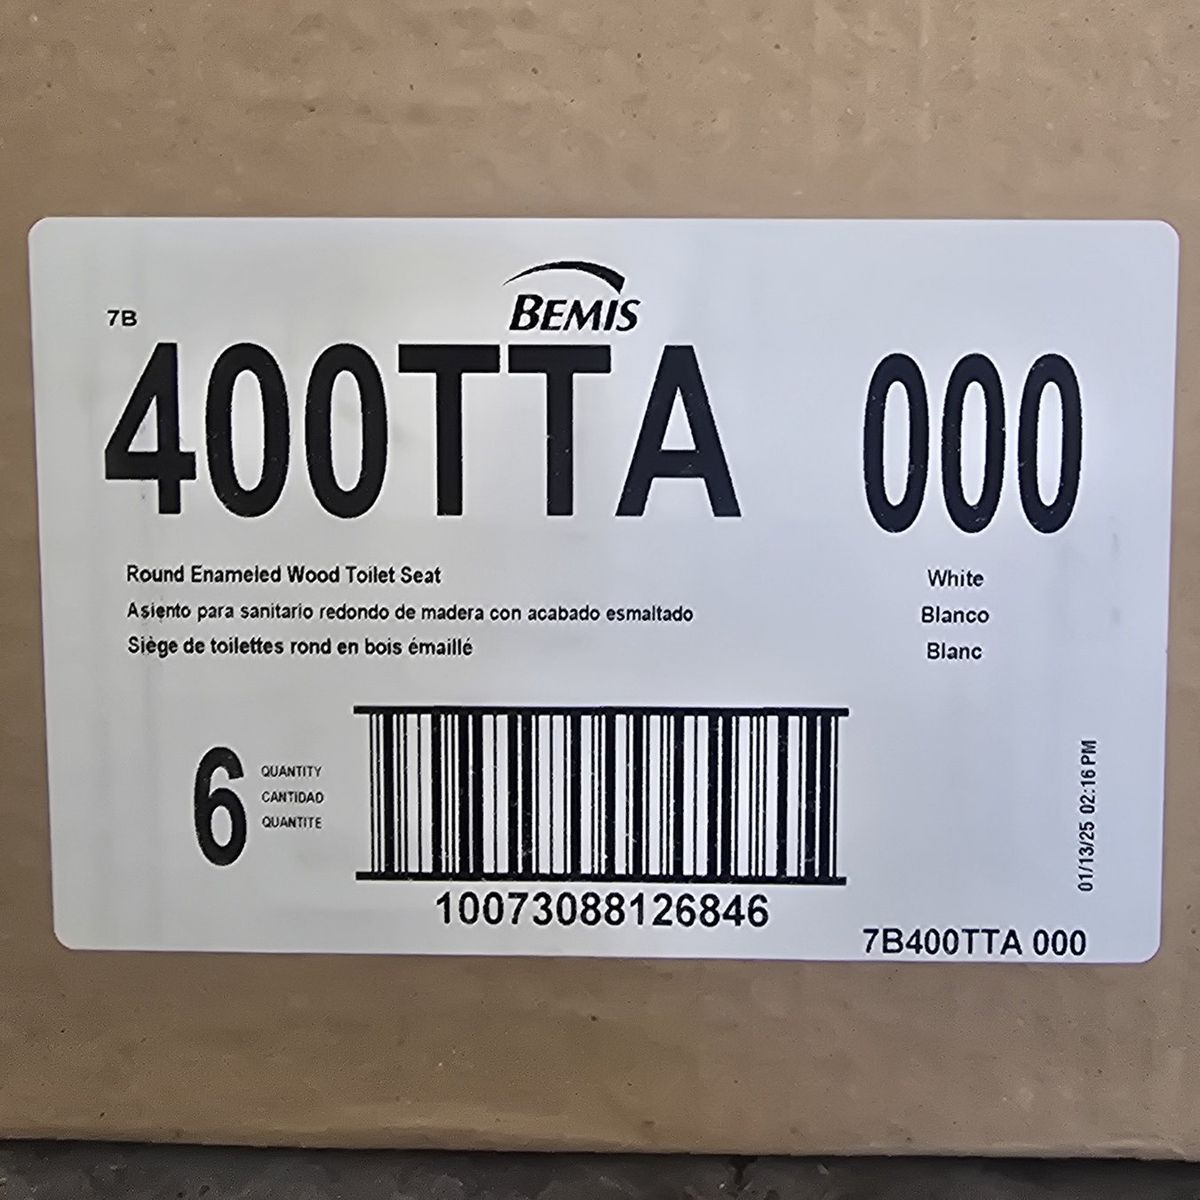 BEMIS
7B
400TTA 000
Round Enameled Wood Toilet Seat
White
Asiento para sanitario redondo de madera con acabado esmaltado
Blanco
Siège de toilettes rond en bois émaillé
Blanc
6
QUANTITY
CANTIDAD
QUANTITE
10073088126846
01/13/25 02:16 PM
7B400TTA 000